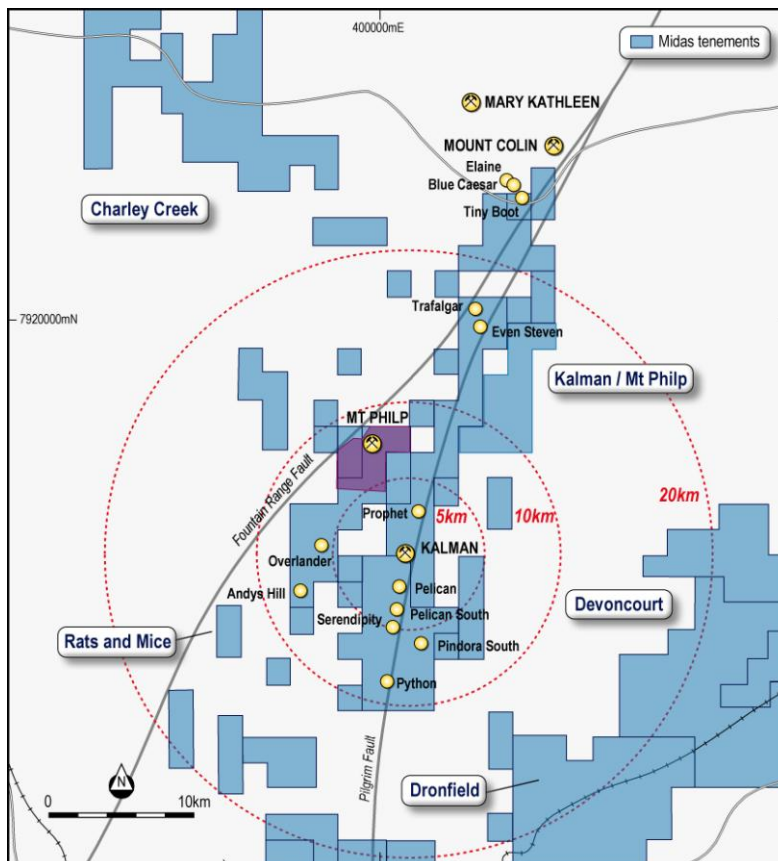 400000mE
Midas tenements
MARY KATHLEEN
MOUNT COLIN
Elaine
Blue Caesar
Tiny Boot
Charley Creek
7920000mN
Trafalgar
Even Steven
Kalman / Mt Philp
MT PHILP
Fountain Range Fault
Prophet
5km
10km
20km
KALMAN
Overlander
Andys Hill
Pelican
Pelican South
Serendipity
Devoncourt
Rats and Mice
Pindora South
Python
Pilgrim Fault
N
0
10km
Dronfield